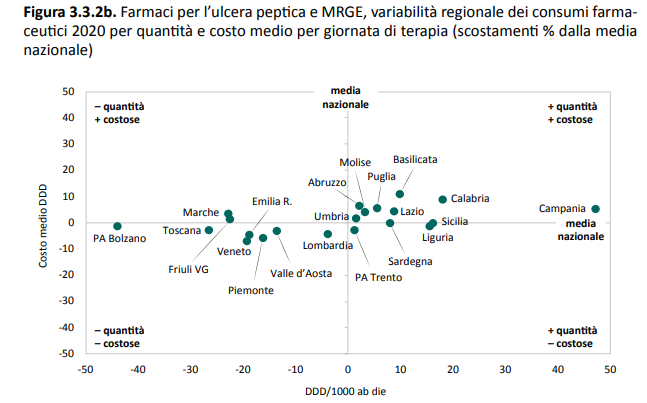 Figura 3.3.2b. Farmaci per l’ulcera peptica e MRGE, variabilità regionale dei consumi farma-
ceutici 2020 per quantità e costo medio per giornata di terapia (scostamenti % dalla media
nazionale)
media
nazionale
50
– quantità
+ costose
+ quantità
+ costose
40
30
20
Molise
Basilicata
Puglia
Abruzzo
10
Emilia R.
Calabria
Campania
Marche
Umbria
Lazio
Sicilia
0
Toscana
media
nazionale
PA Bolzano
Liguria
Lombardia
Veneto
-10
Friuli VG
Sardegna
Valle d’Aosta
PA Trento
Piemonte
-20
-30
-40
– quantità
– costose
+ quantità
– costose
-50
Costo medio DDD
-50
-40
-30
-20
-10
0
10
20
30
40
50
DDD/1000 ab die